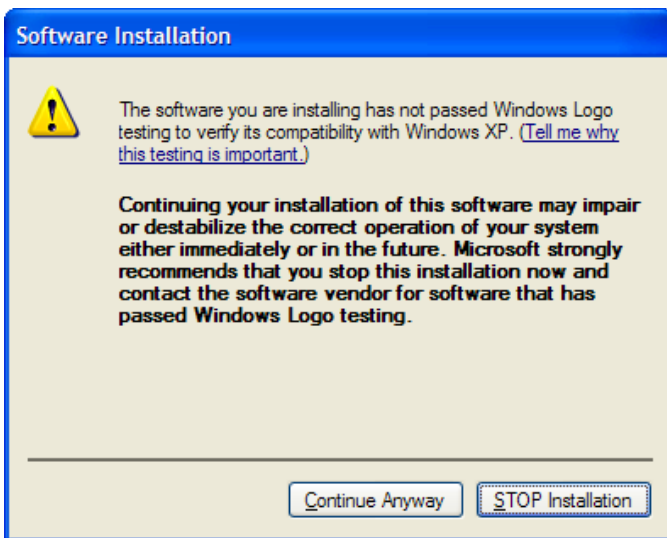 Software Installation
The software you are installing has not passed Windows Logo
testing to verify its compatibility with Windows XP. (Tell me why
this testing is important.)
Continuing your installation of this software may impair
or destabilize the correct operation of your system
either immediately or in the future. Microsoft strongly
recommends that you stop this installation now and
contact the software vendor for software that has
passed Windows Logo testing.
Continue Anyway
STOP Installation